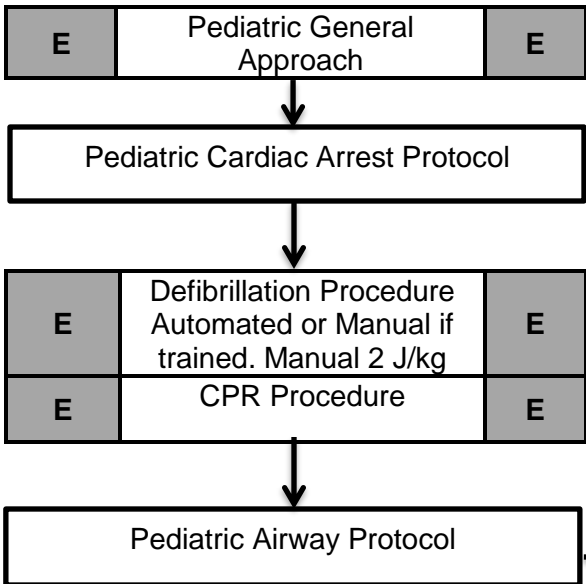 E Pediatric General E
Approach
Pediatric Cardiac Arrest Protocol
Defibrillation Procedure
E Automated or Manual if E
trained. Manual 2 J/kg
E CPR Procedure E
Pediatric Airway Protocol